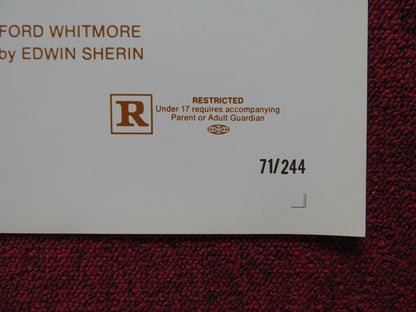 FORD WHITMORE
by EDWIN SHERIN
R
RESTRICTED
Under 17 requires accompanying
Parent or Adult Guardian
71/244